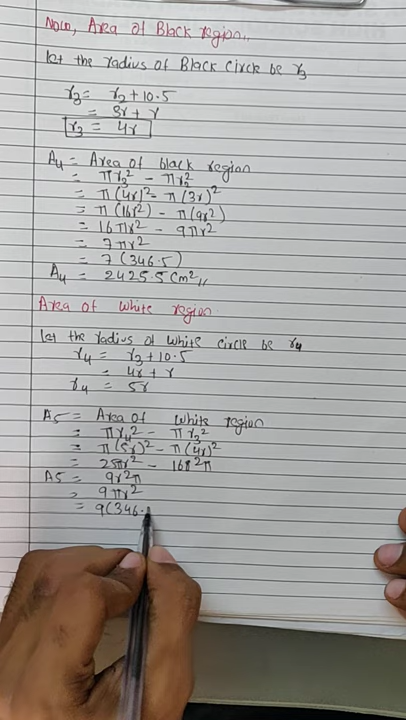 Now, Area of Black region..
let the radius of Black Circle be r₃
r₃ = r₂ + 10.5
= 3r + r
r₃ = 4r
A₄ = Area of black region
= πr₃² - πr₂²
= π(4r)² - π(3r)²
= π(16r²) - π(9r²)
= 16πr² - 9πr²
= 7πr²
= 7(346.5)
A₄ = 2425.5 Cm²,,
Area of White region
let the radius of White circle be r₄
r₄ = r₃ + 10.5
= 4r + r
r₄ = 5r
A5 = Area of White region
= πr₄² - πr₃²
= π(5r)² - π(4r)²
= 25πr² - 16r²π
A5 = 9r²π
= 9πr²
= 9(346.